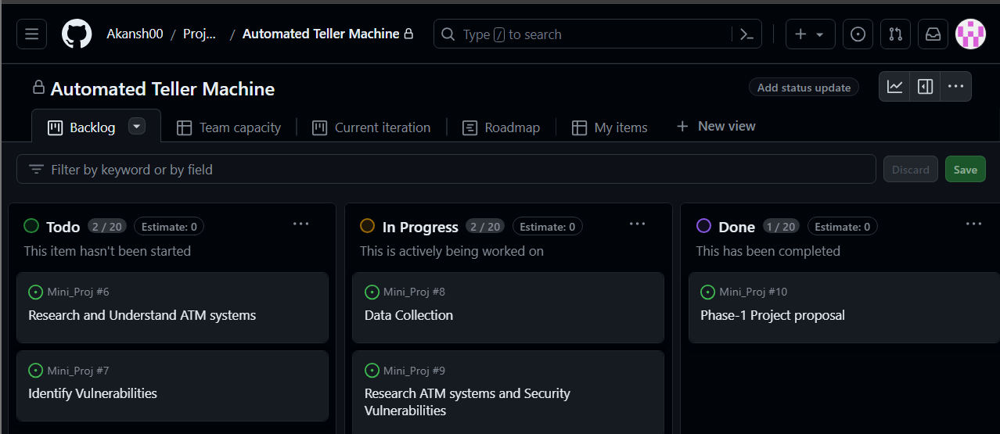 Akansh00 / Proj... / Automated Teller Machine
Type / to search
Automated Teller Machine
Add status update
Backlog
Team capacity
Current iteration
Roadmap
My items
New view
Filter by keyword or by field
Discard
Save
Todo 2 / 20 Estimate: 0
This item hasn't been started
Mini_Proj #6
Research and Understand ATM systems
Mini_Proj #7
Identify Vulnerabilities
In Progress 2 / 20 Estimate: 0
This is actively being worked on
Mini_Proj #8
Data Collection
Mini_Proj #9
Research ATM systems and Security
Vulnerabilities
Done 1 / 20 Estimate: 0
This has been completed
Mini_Proj #10
Phase-1 Project proposal